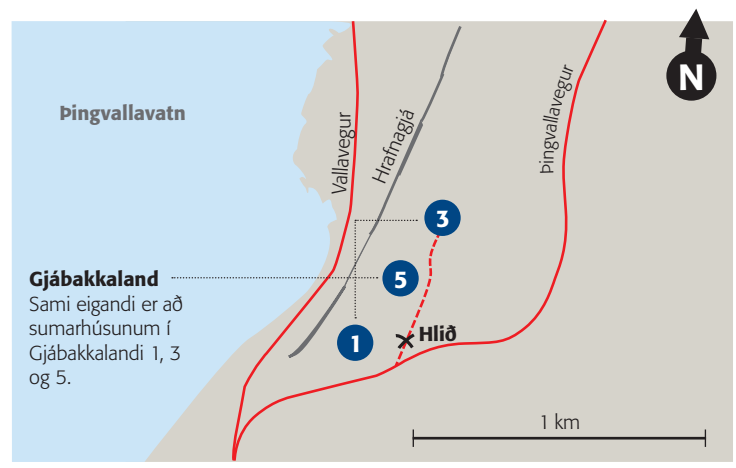 N
Þingvallavatn
Vallavegur
Hrafnagjá
Þingvallavegur
3
5
1
Gjábakkaland
Sami eigandi er að
sumarhúsunum í
Gjábakkalandi 1, 3
og 5.
Hlið
1 km